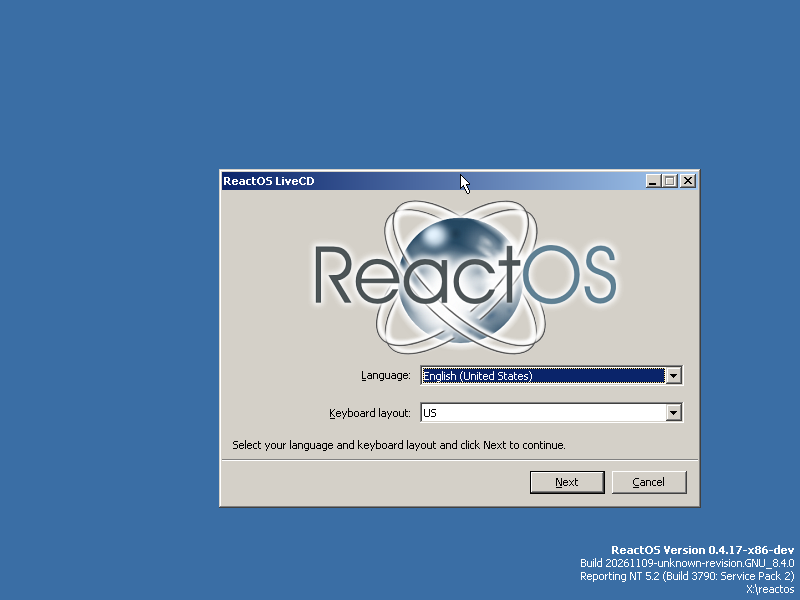 ReactOS LiveCD
ReactOS
Language: English (United States)
Keyboard layout: US
Select your language and keyboard layout and click Next to continue.
Next Cancel
ReactOS Version 0.4.17-x86-dev
Build 20261109-unknown-revision.GNU_8.4.0
Reporting NT 5.2 (Build 3790: Service Pack 2)
X:\reactos